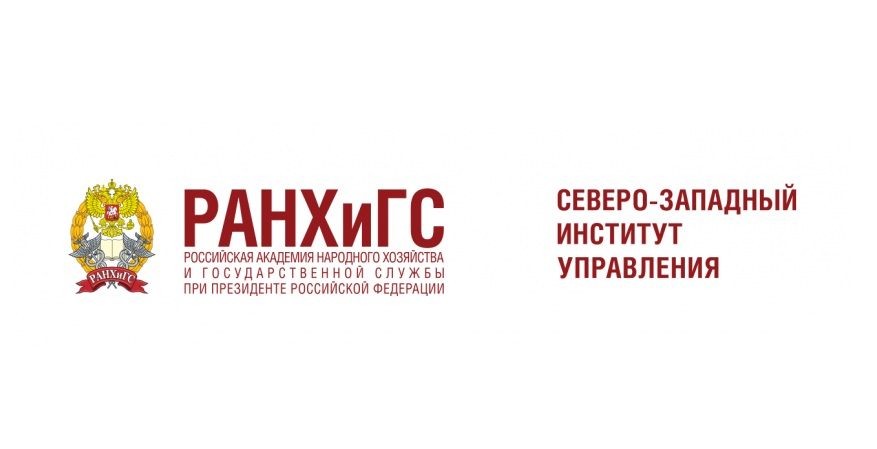 РАНХиГС
РАНХиГС
РОССИЙСКАЯ АКАДЕМИЯ НАРОДНОГО ХОЗЯЙСТВА
И ГОСУДАРСТВЕННОЙ СЛУЖБЫ
ПРИ ПРЕЗИДЕНТЕ РОССИЙСКОЙ ФЕДЕРАЦИИ
СЕВЕРО-ЗАПАДНЫЙ
ИНСТИТУТ
УПРАВЛЕНИЯ